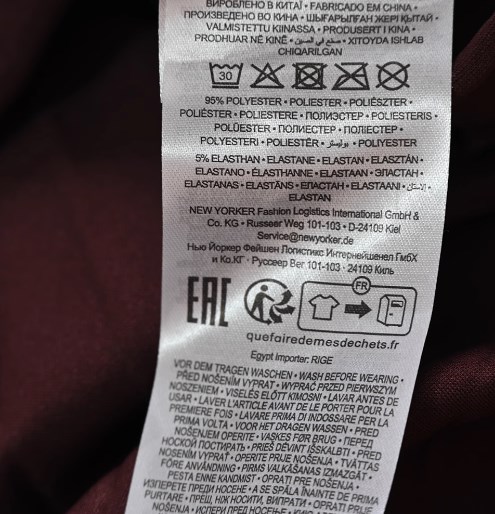 ВИРОБЛЕНО В КИТАЇ • FABRICADO EM CHINA •
ПРОИЗВЕДЕНО ВО КИНА • ШЫҒАРЫЛҒАН ЖЕРІ ҚЫТАЙ •
VALMISTETTU KIINASSA • PRODUSERT I KINA •
PRODHUAR NË KINË • صنع في الصين • XITOYDA ISHLAB
CHIQARILGAN
30
95% POLYESTER • POLIESTER • POLIÉSZTER •
POLIÉSTER • POLIESTERE • ПОЛИЭСТЕР • POLIESTERIS •
POLÜESTER • ПОЛИЕСТЕР • ПОЛІЕСТЕР •
POLYESTERI • POLIESTËR • بوليستر • POLYESTER
5% ELASTHAN • ELASTANE • ELASTAN • ELASZTÁN •
ELASTANO • ÉLASTHANNE • ELASTAAN • ЭЛАСТАН •
ELASTANAS • ELASTĀNS • ЕЛАСТАН • ELASTAANI •
ELASTAN
NEW YORKER Fashion Logistics International GmbH &
Co. KG • Russeer Weg 101-103 • D-24109 Kiel
Service@newyorker.de
Нью Йоркер Фейшен Логистикс Интернейшенел ГмбХ
и Ко.КГ · Руссеер Вег 101-103 · 24109 Киль
EAC
FR
quefairedemesdechets.fr
Egypt importer: RIGE
VOR DEM TRAGEN WASCHEN • WASH BEFORE WEARING •
PŘED NOŠENÍM VYPRAT • WYPRAĆ PRZED PIERWSZYM
NOSZENIEM • VISELÉS ELŐTT KIMOSNI • LAVAR ANTES DE
USAR • LAVER L'ARTICLE AVANT DE LE PORTER POUR LA
PREMIERE FOIS • LAVARE PRIMA DI INDOSSARE PER LA
PRIMA VOLTA • VOOR HET DRAGEN WASSEN • PRED
NOŠENJEM OPERITE • VASKES FØR BRUG • ПЕРЕД
НОСКОЙ ПОСТИРАТЬ • PRIEŠ DĖVINT IŠSKALBTI • PRED
NOSENÍM VYPRAŤ • OPERITE PRIJE NOŠENJA • TVÄTTAS
FÖRE ANVÄNDNING • PIRMS VALKĀŠANAS IZMAZGĀT •
PESTA ENNE KANDMIST • OPRATI PRE NOŠENJA •
ИЗПЕРЕТЕ ПРЕДИ НОСЕНЕ • A SE SPĂLA ÎNAINTE DE PRIMA
PURTARE • ПРЕД НОСИТИ, ВИПРАТИ • OPRATI PRIJE
NOŠENJA • ИСПЕРИ ПРЕД НОСЕЊЕ •